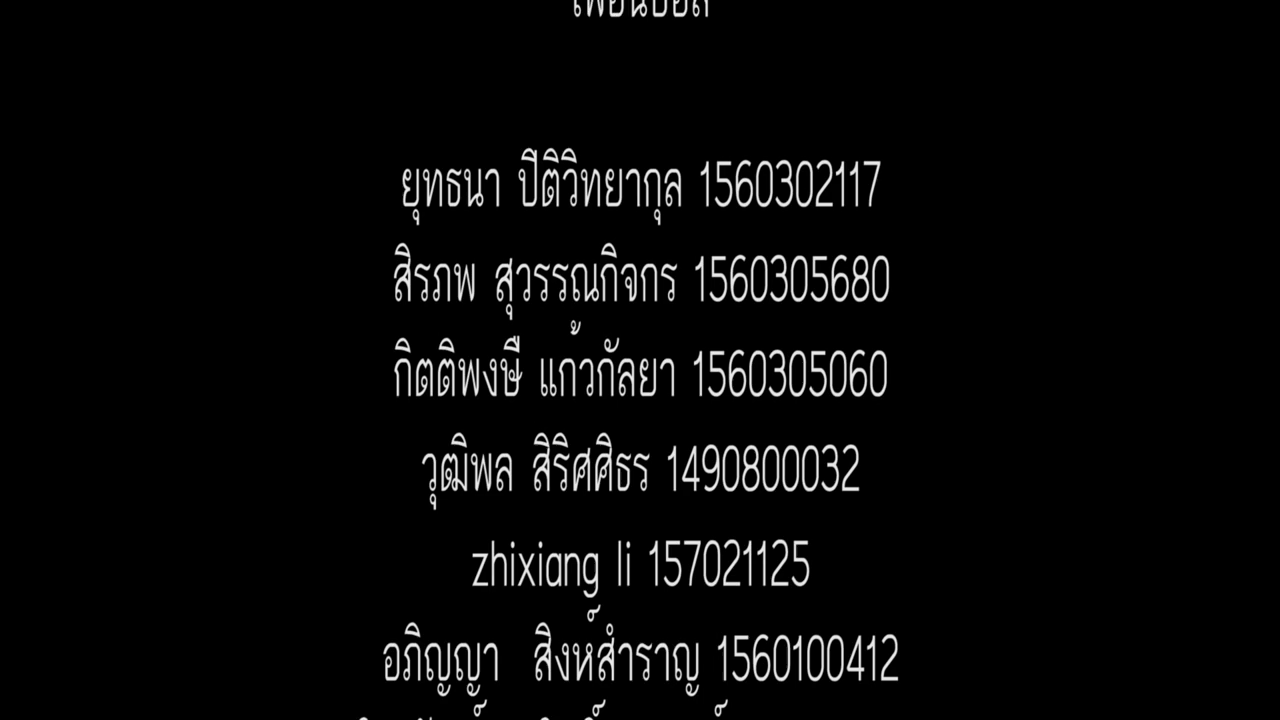 ยุทธนา ปีติวิทยากุล 1560302117
สิรภพ สุวรรณกิจกร 1560305680
กิตติพงษื แก้วกัลยา 1560305060
วุฒิพล สิริศศิธร 1490800032
zhixiang li 157021125
อภิญญา สิงห์สำราญ 1560100412